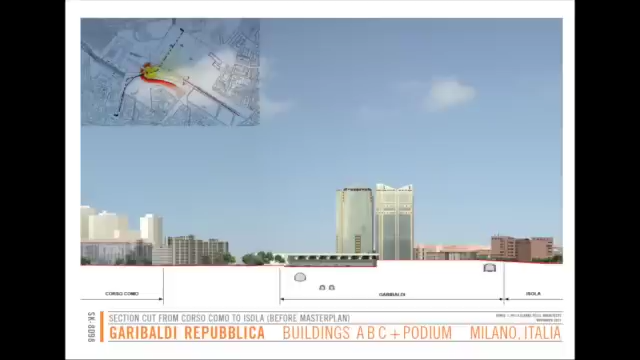 CORSO COMO
GARIBALDI
ISOLA
SK-8098
SECTION CUT FROM CORSO COMO TO ISOLA (BEFORE MASTERPLAN)
GARIBALDI REPUBBLICA BUILDINGS A B C + PODIUM MILANO, ITALIA